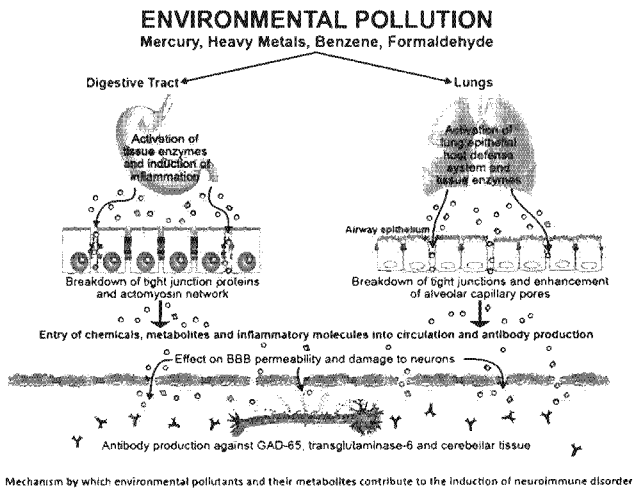 ENVIRONMENTAL POLLUTION
Mercury, Heavy Metals, Benzene, Formaldehyde
Digestive Tract
Lungs
Activation of
tissue enzymes
and induction of
inflammation
Activation of
lung epithelial
host defense
system and
tissue enzymes
Airway epithelium
Breakdown of tight junction proteins
and actomyosin network
Breakdown of tight junctions and enhancement
of alveolar capillary pores
Entry of chemicals, metabolites and inflammatory molecules into circulation and antibody production
Effect on BBB permeability and damage to neurons
Antibody production against GAD-65, transglutaminase-6 and cerebellar tissue
Mechanism by which environmental pollutants and their metabolites contribute to the induction of neuroimmune disorder